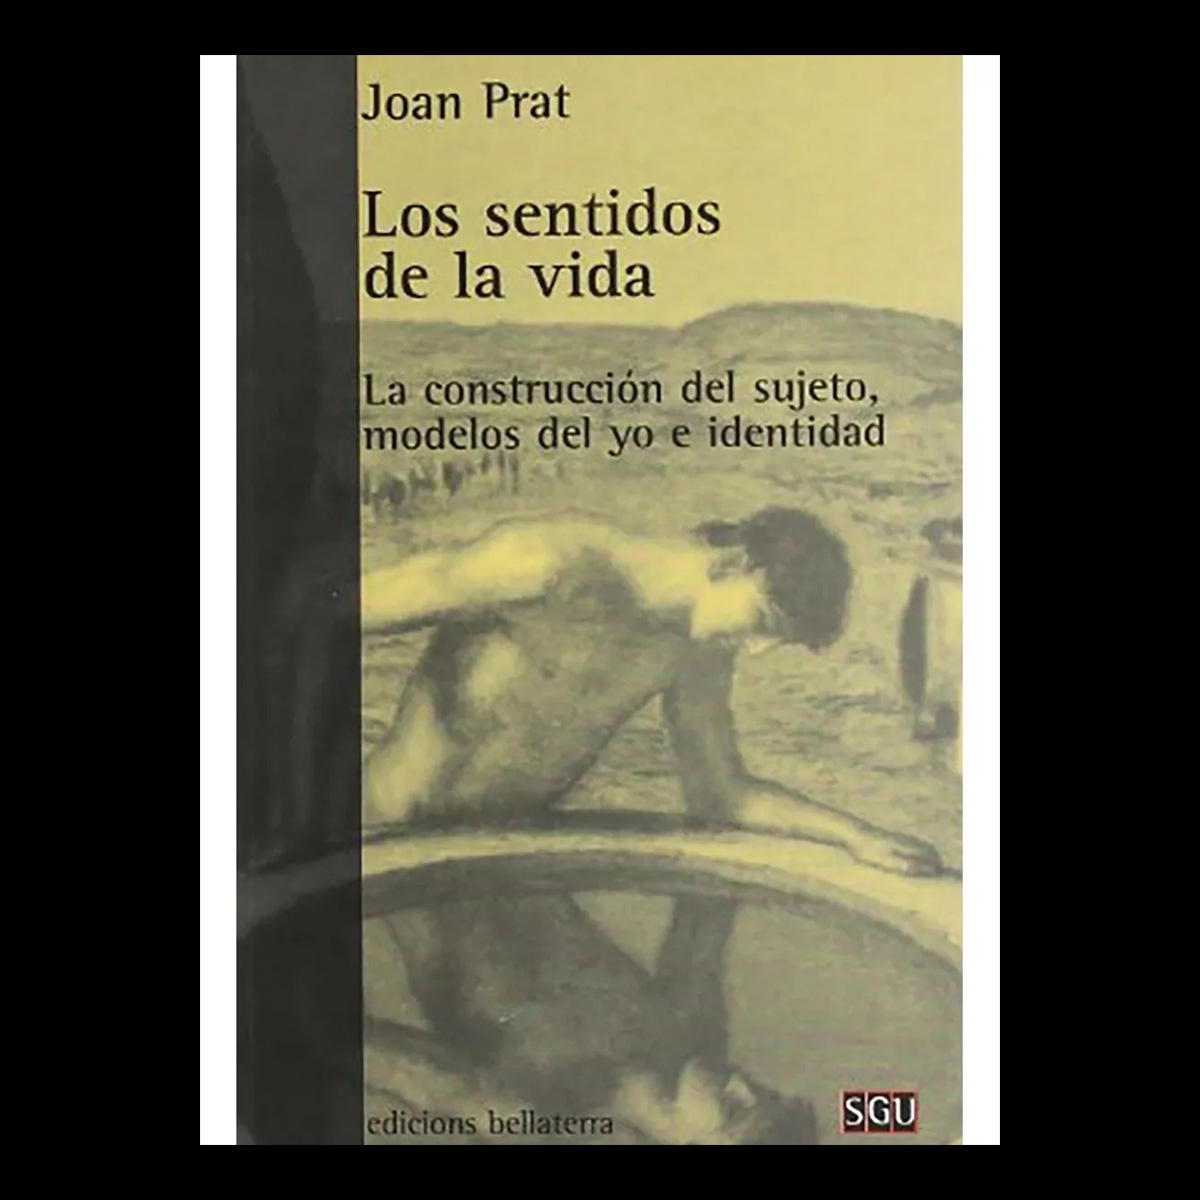 Joan Prat
Los sentidos
de la vida
La construcción del sujeto,
modelos del yo e identidad
edicions bellaterra
SGU